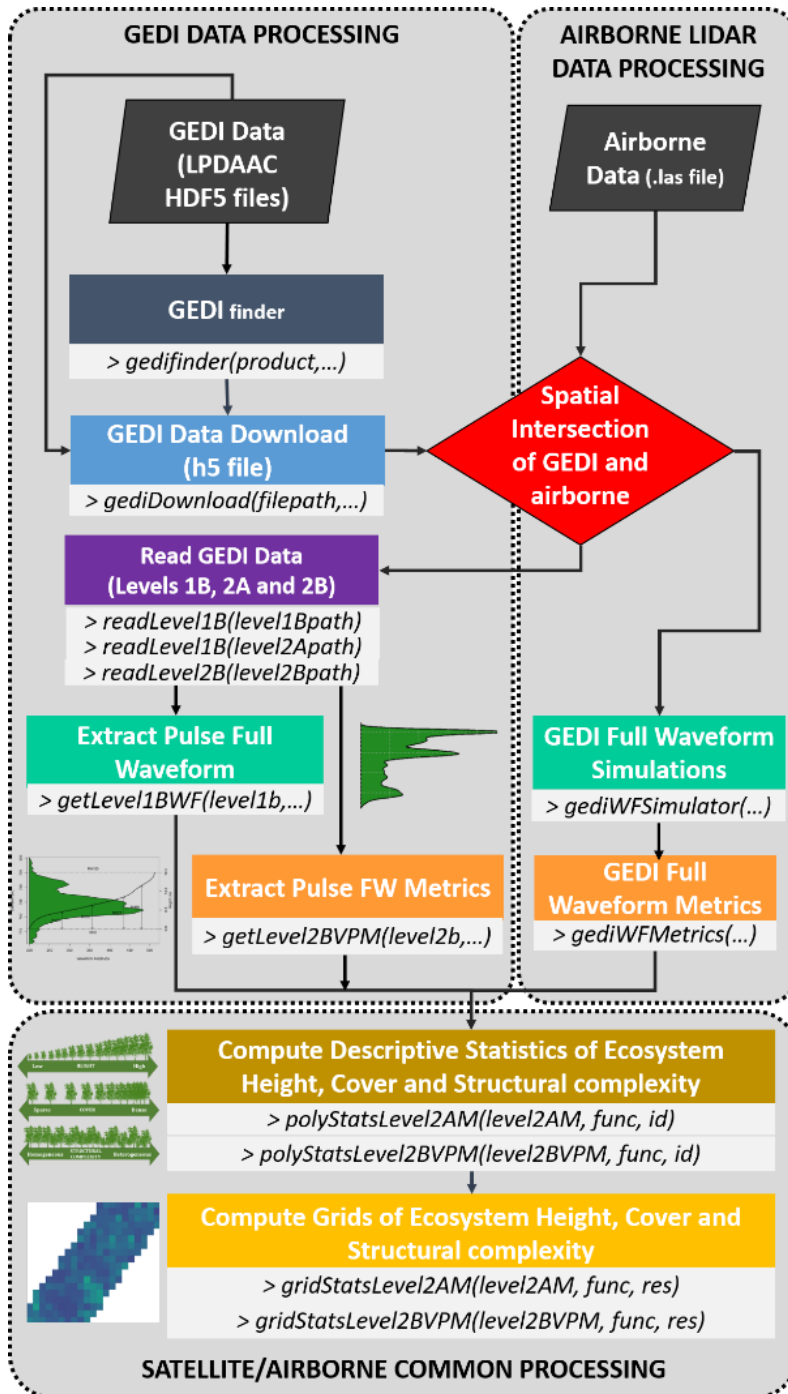 GEDI DATA PROCESSING
AIRBORNE LIDAR
DATA PROCESSING
GEDI Data
(LPDAAC
HDF5 files)
Airborne
Data (.las file)
GEDI finder
> gedifinder(product,...)
GEDI Data Download
(h5 file)
> gediDownload(filepath,...)
Spatial
Intersection
of GEDI and
airborne
Read GEDI Data
(Levels 1B, 2A and 2B)
> readLevel1B(level1Bpath)
> readLevel1B(level2Apath)
> readLevel2B(level2Bpath)
Extract Pulse Full
Waveform
> getLevel1BWF(level1b,...)
GEDI Full Waveform
Simulations
> gediWFSimulator(...)
Extract Pulse FW Metrics
> getLevel2BVPM(level2b,...)
GEDI Full
Waveform Metrics
> gediWFMetrics(...)
Low HEIGHT High
Sparse COVER Dense
Homogeneous STRUCTURAL COMPLEXITY Heterogeneous
Compute Descriptive Statistics of Ecosystem
Height, Cover and Structural complexity
> polyStatsLevel2AM(level2AM, func, id)
> polyStatsLevel2BVPM(level2BVPM, func, id)
Compute Grids of Ecosystem Height, Cover and
Structural complexity
> gridStatsLevel2AM(level2AM, func, res)
> gridStatsLevel2BVPM(level2BVPM, func, res)
SATELLITE/AIRBORNE COMMON PROCESSING